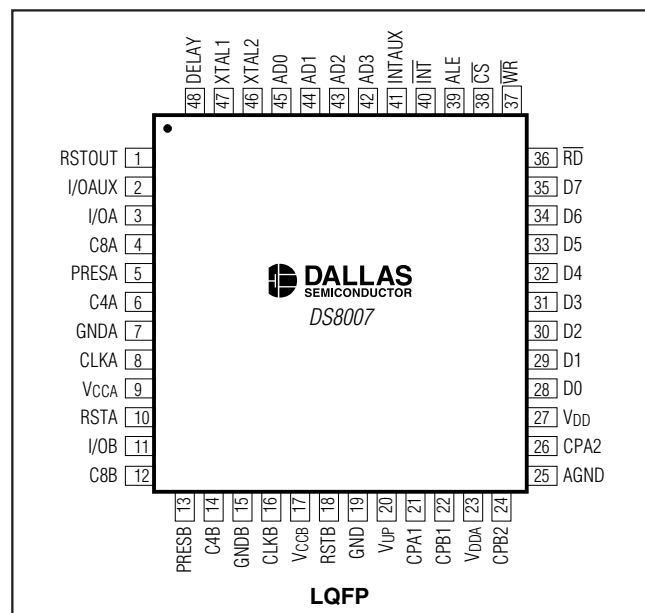 48 DELAY
47 XTAL1
46 XTAL2
45 AD0
44 AD1
43 AD2
42 AD3
41 INTAUX
40 I̅N̅T̅
39 ALE
38 C̅S̅
37 W̅R̅
RSTOUT 1
I/OAUX 2
I/OA 3
C8A 4
PRESA 5
C4A 6
GNDA 7
CLKA 8
VCCA 9
RSTA 10
I/OB 11
C8B 12
DALLAS
SEMICONDUCTOR
DS8007
36 R̅D̅
35 D7
34 D6
33 D5
32 D4
31 D3
30 D2
29 D1
28 D0
27 VDD
26 CPA2
25 AGND
PRESB 13
C4B 14
GNDB 15
CLKB 16
VCCB 17
RSTB 18
GND 19
VUP 20
CPA1 21
CPB1 22
VDDA 23
CPB2 24
LQFP